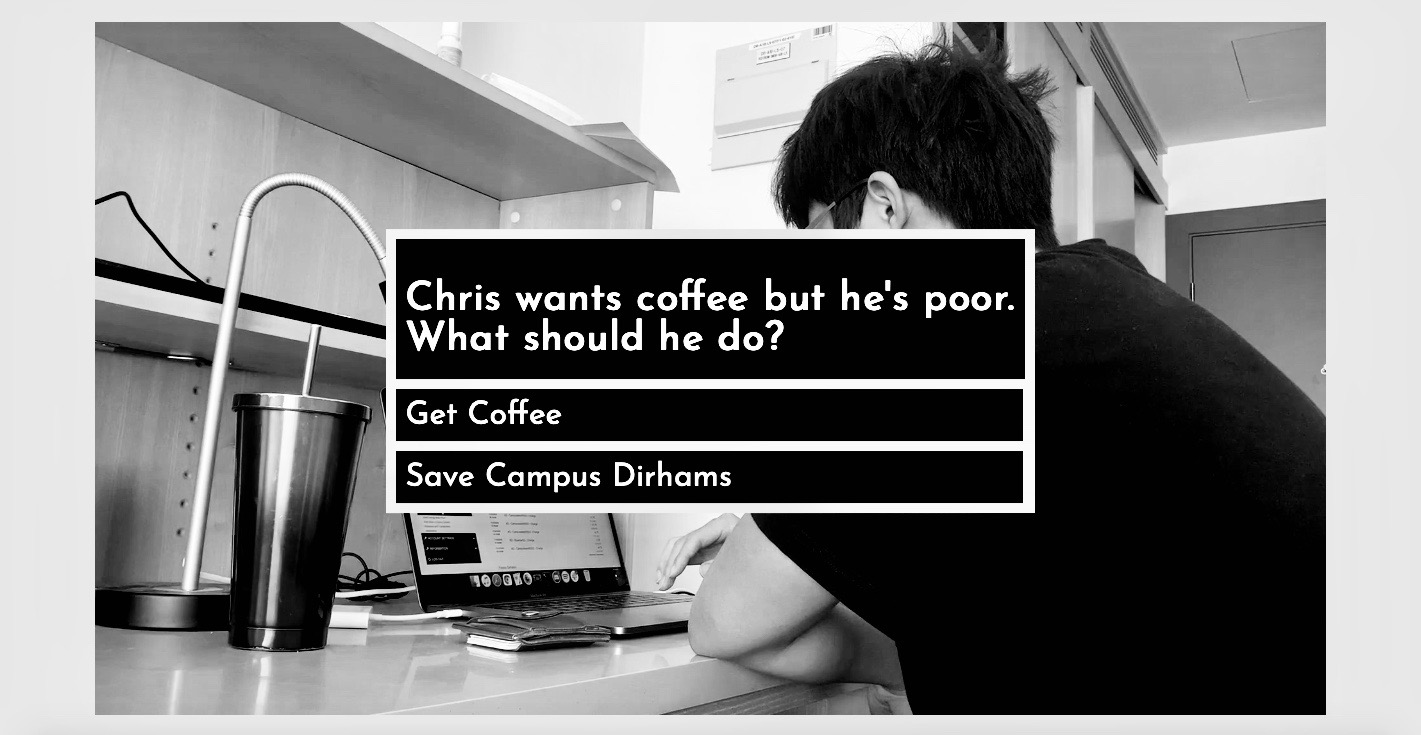 Chris wants coffee but he's poor.
What should he do?
Get Coffee
Save Campus Dirhams